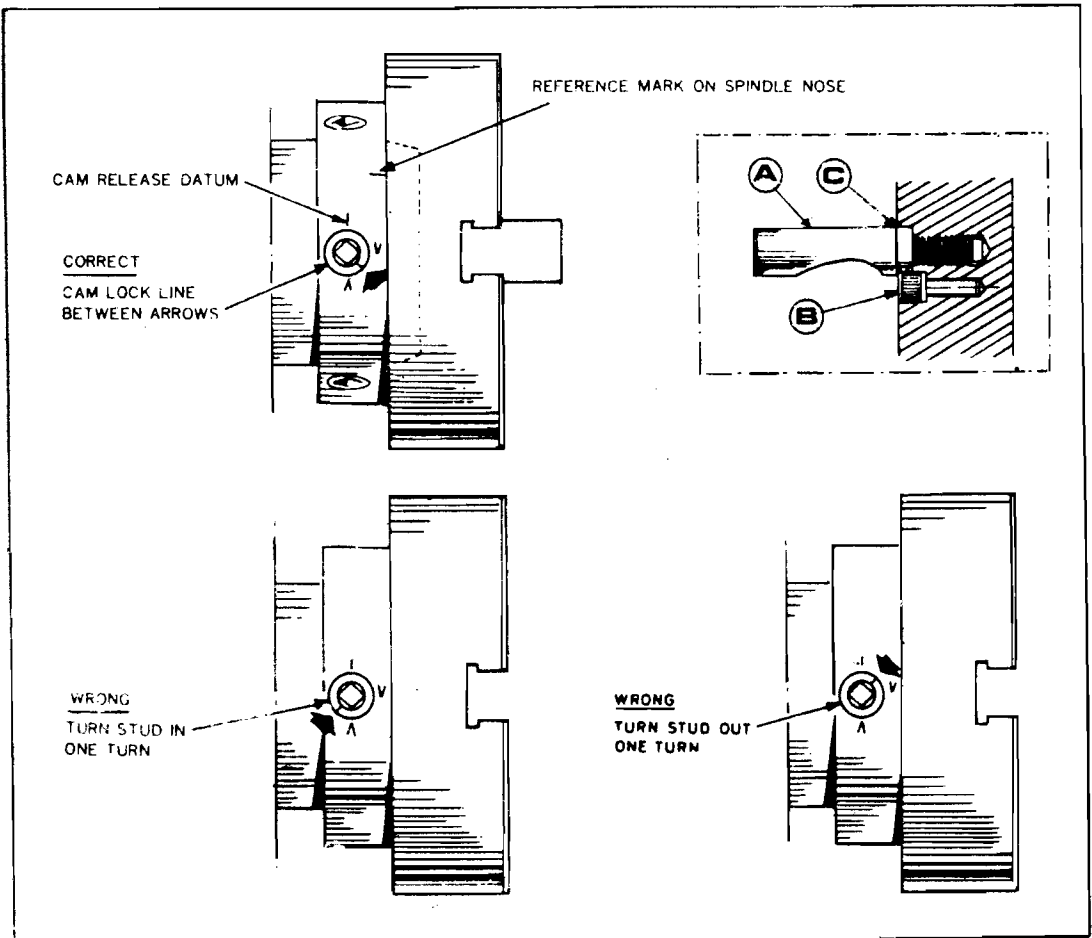 REFERENCE MARK ON SPINDLE NOSE
CAM RELEASE DATUM
CORRECT
CAM LOCK LINE
BETWEEN ARROWS
A
C
B
WRONG
TURN STUD IN
ONE TURN
WRONG
TURN STUD OUT
ONE TURN